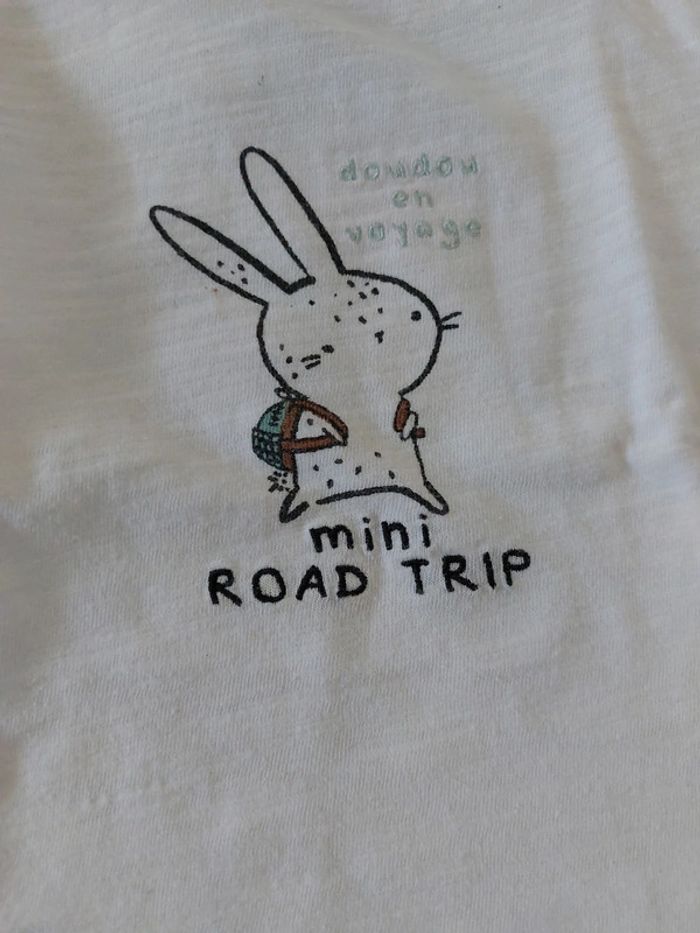 doudou
en
voyage
mini
ROAD TRIP